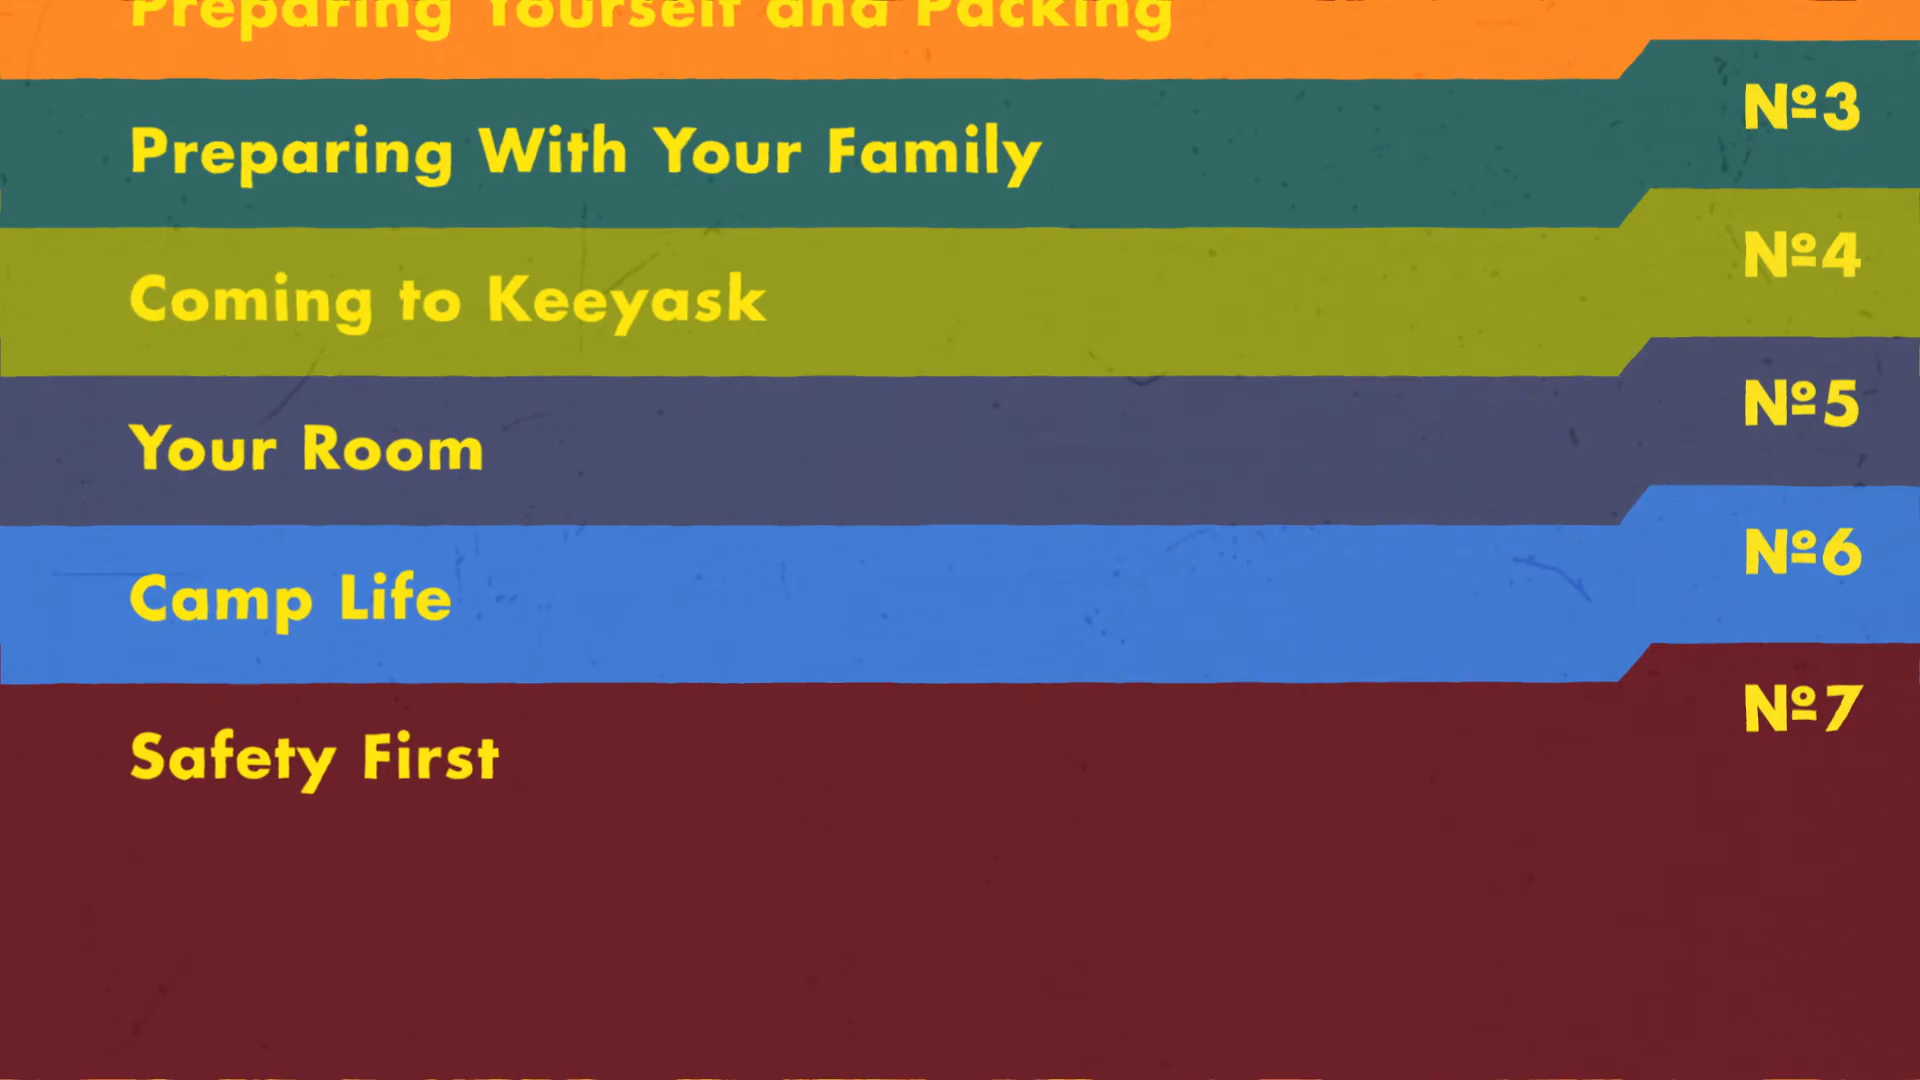 Preparing Yourself and Packing
Preparing With Your Family
№3
Coming to Keeyask
№4
Your Room
№5
Camp Life
№6
Safety First
№7